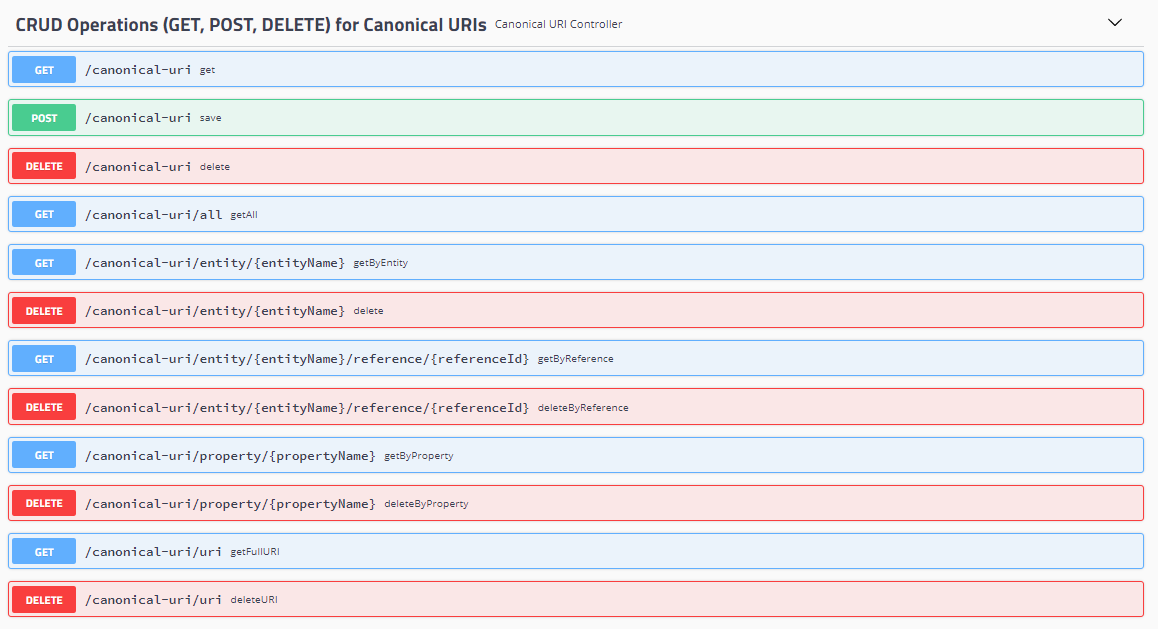 CRUD Operations (GET, POST, DELETE) for Canonical URIs Canonical URI Controller
GET /canonical-uri get
POST /canonical-uri save
DELETE /canonical-uri delete
GET /canonical-uri/all getAll
GET /canonical-uri/entity/{entityName} getByEntity
DELETE /canonical-uri/entity/{entityName} delete
GET /canonical-uri/entity/{entityName}/reference/{referenceId} getByReference
DELETE /canonical-uri/entity/{entityName}/reference/{referenceId} deleteByReference
GET /canonical-uri/property/{propertyName} getByProperty
DELETE /canonical-uri/property/{propertyName} deleteByProperty
GET /canonical-uri/uri getFullURI
DELETE /canonical-uri/uri deleteURI